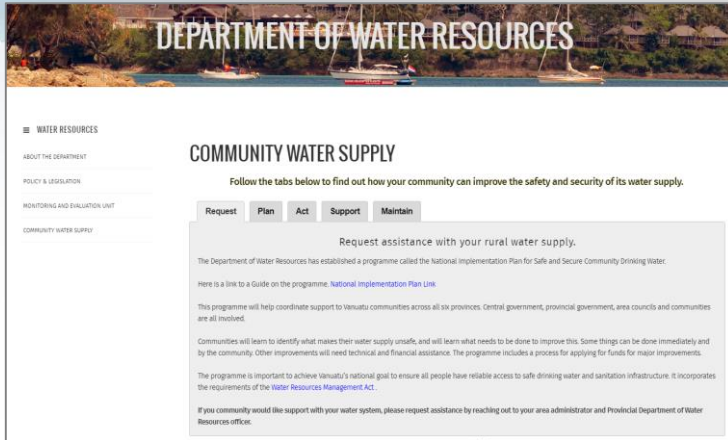 DEPARTMENT OF WATER RESOURCES
≡ WATER RESOURCES
ABOUT THE DEPARTMENT
POLICY & LEGISLATION
MONITORING AND EVALUATION UNIT
COMMUNITY WATER SUPPLY
COMMUNITY WATER SUPPLY
Follow the tabs below to find out how your community can improve the safety and security of its water supply.
Request Plan Act Support Maintain
Request assistance with your rural water supply.
The Department of Water Resources has established a programme called the National Implementation Plan for Safe and Secure Community Drinking Water.
Here is a link to a Guide on the programme. National Implementation Plan Link
This programme will help coordinate support to Vanuatu communities across all six provinces. Central government, provincial government, area councils and communities
are all involved.
Communities will learn to identify what makes their water supply unsafe, and will learn what needs to be done to improve this. Some things can be done immediately and
by the community. Other improvements will need technical and financial assistance. The programme includes a process for applying for funds for major improvements.
The programme is important to achieve Vanuatu's national goal to ensure all people have reliable access to safe drinking water and sanitation infrastructure. It incorporates
the requirements of the Water Resources Management Act .
If you community would like support with your water system, please request assistance by reaching out to your area administrator and Provincial Department of Water
Resources officer.